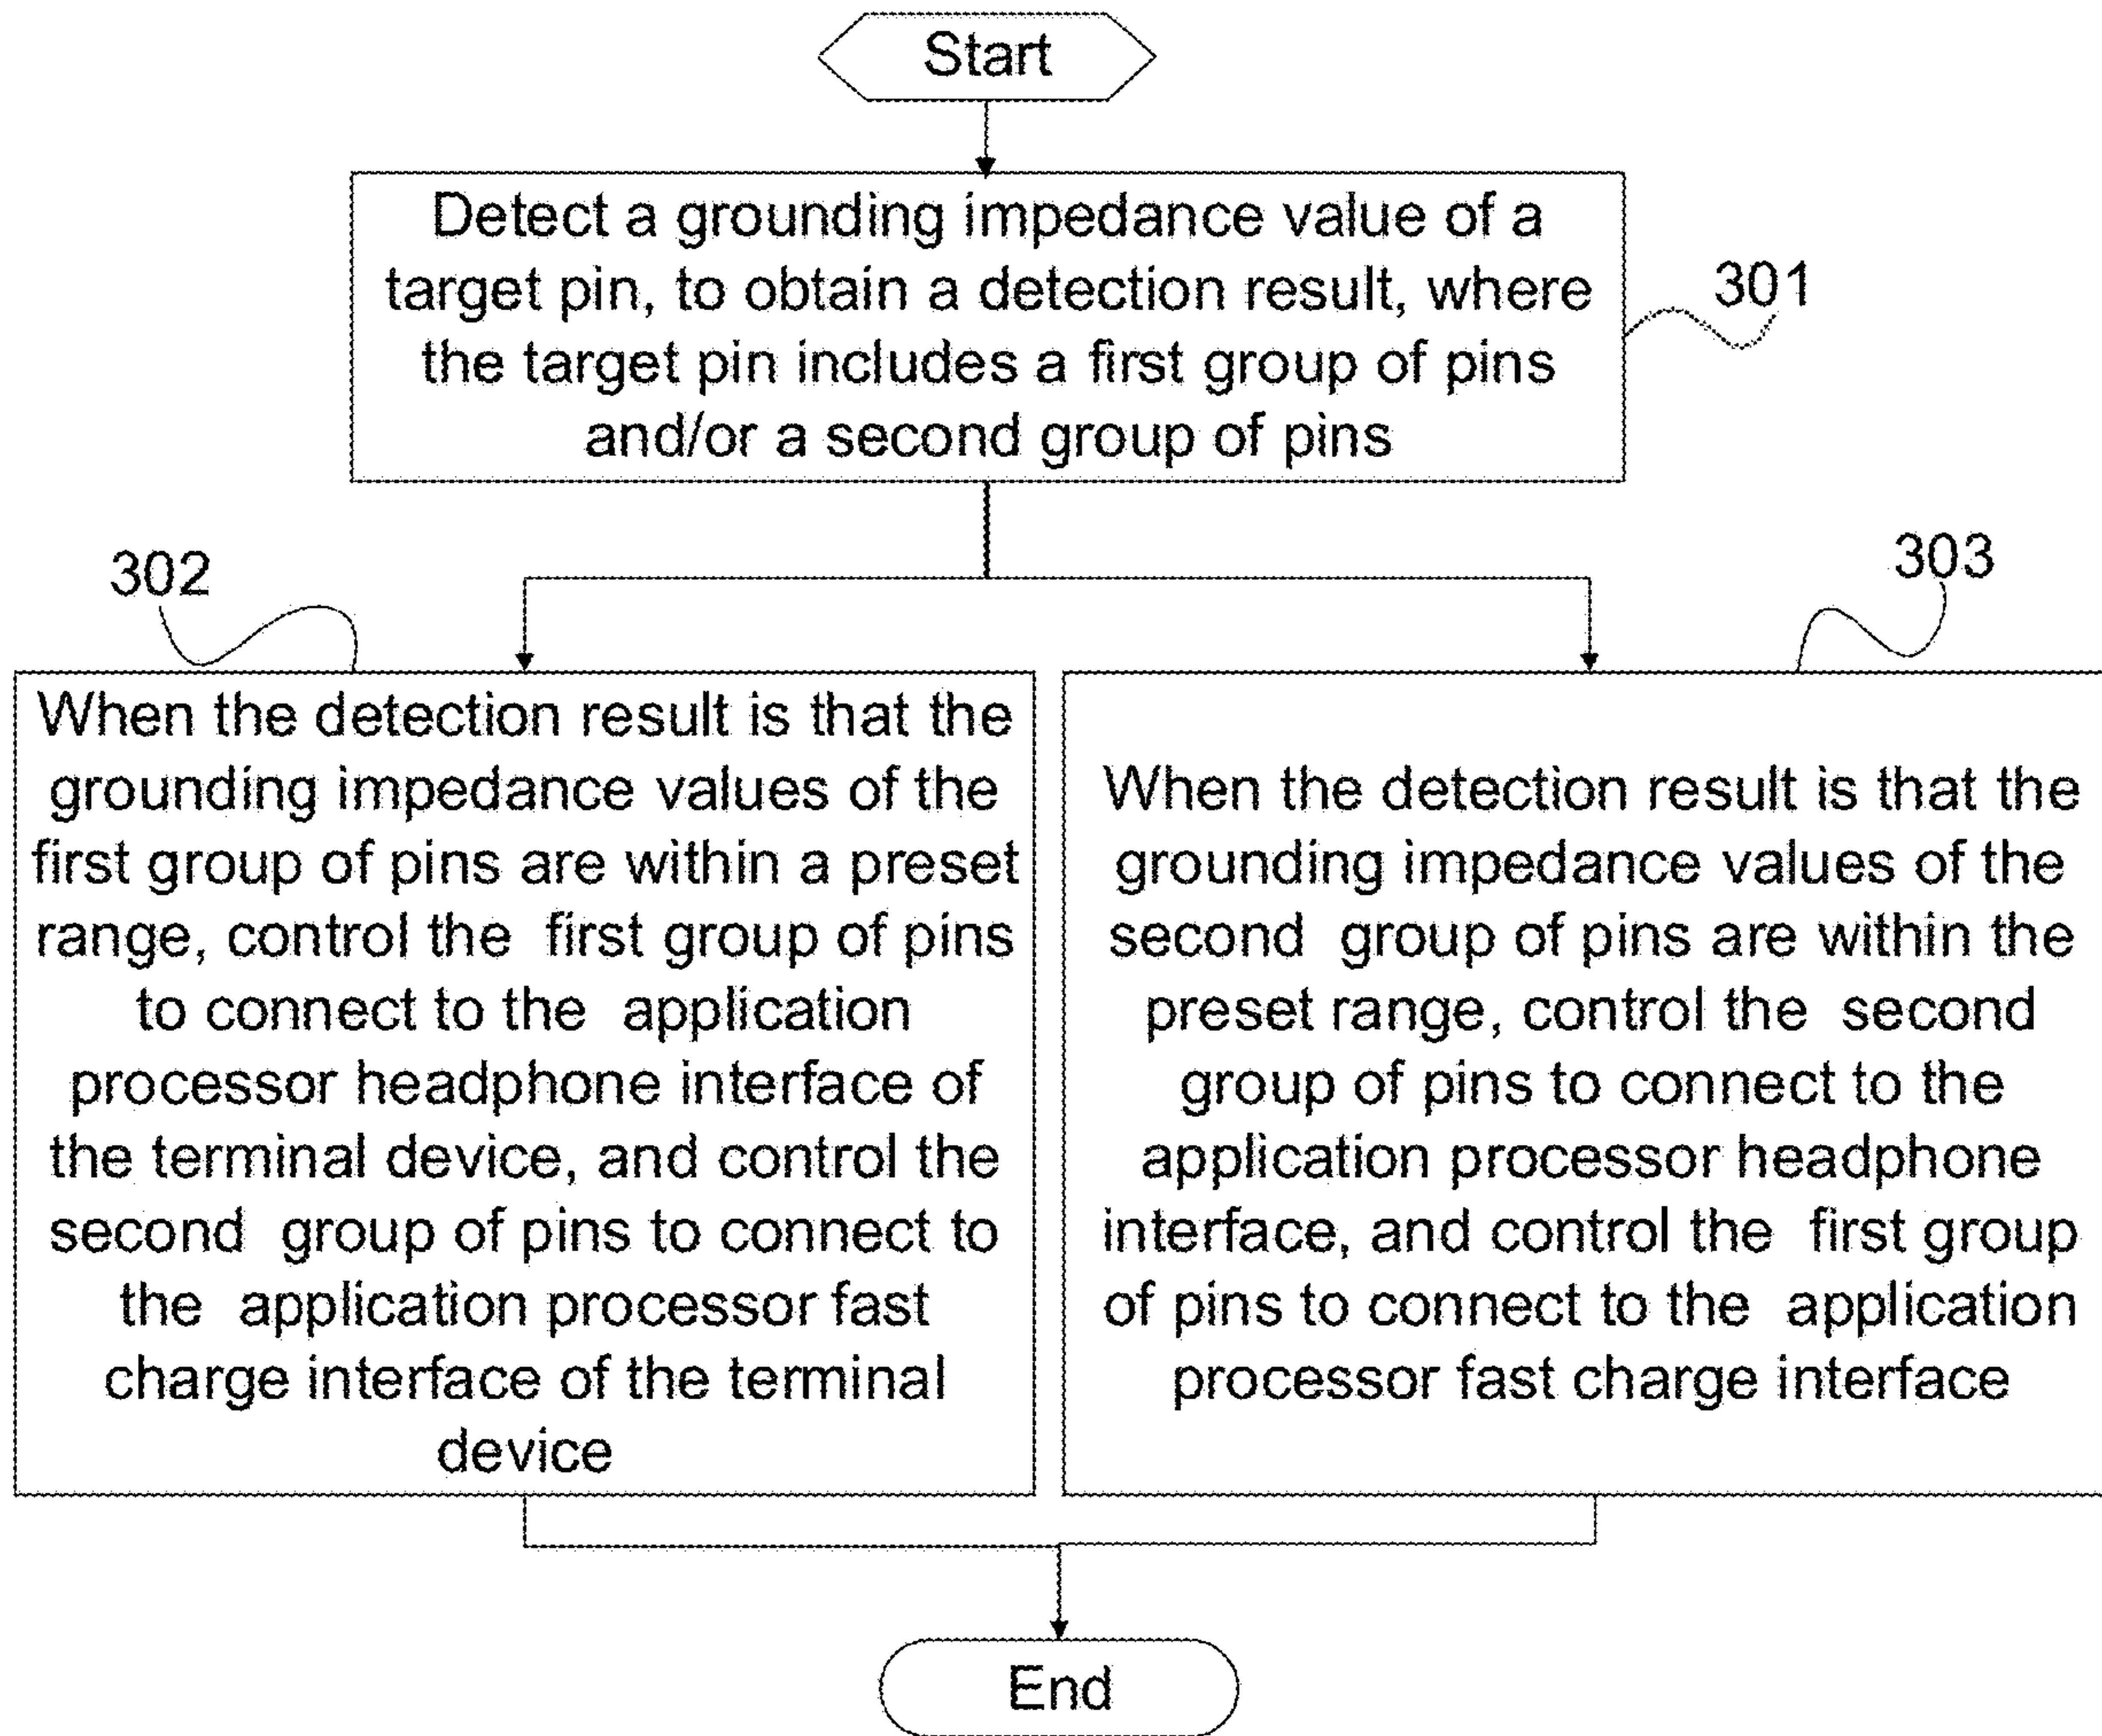 Start
Detect a grounding impedance value of a
target pin, to obtain a detection result, where
the target pin includes a first group of pins
and/or a second group of pins
301
302
303
When the detection result is that the
grounding impedance values of the
first group of pins are within a preset
range, control the first group of pins
to connect to the application
processor headphone interface of
the terminal device, and control the
second group of pins to connect to
the application processor fast
charge interface of the terminal
device
When the detection result is that the
grounding impedance values of the
second group of pins are within the
preset range, control the second
group of pins to connect to the
application processor headphone
interface, and control the first group
of pins to connect to the application
processor fast charge interface
End